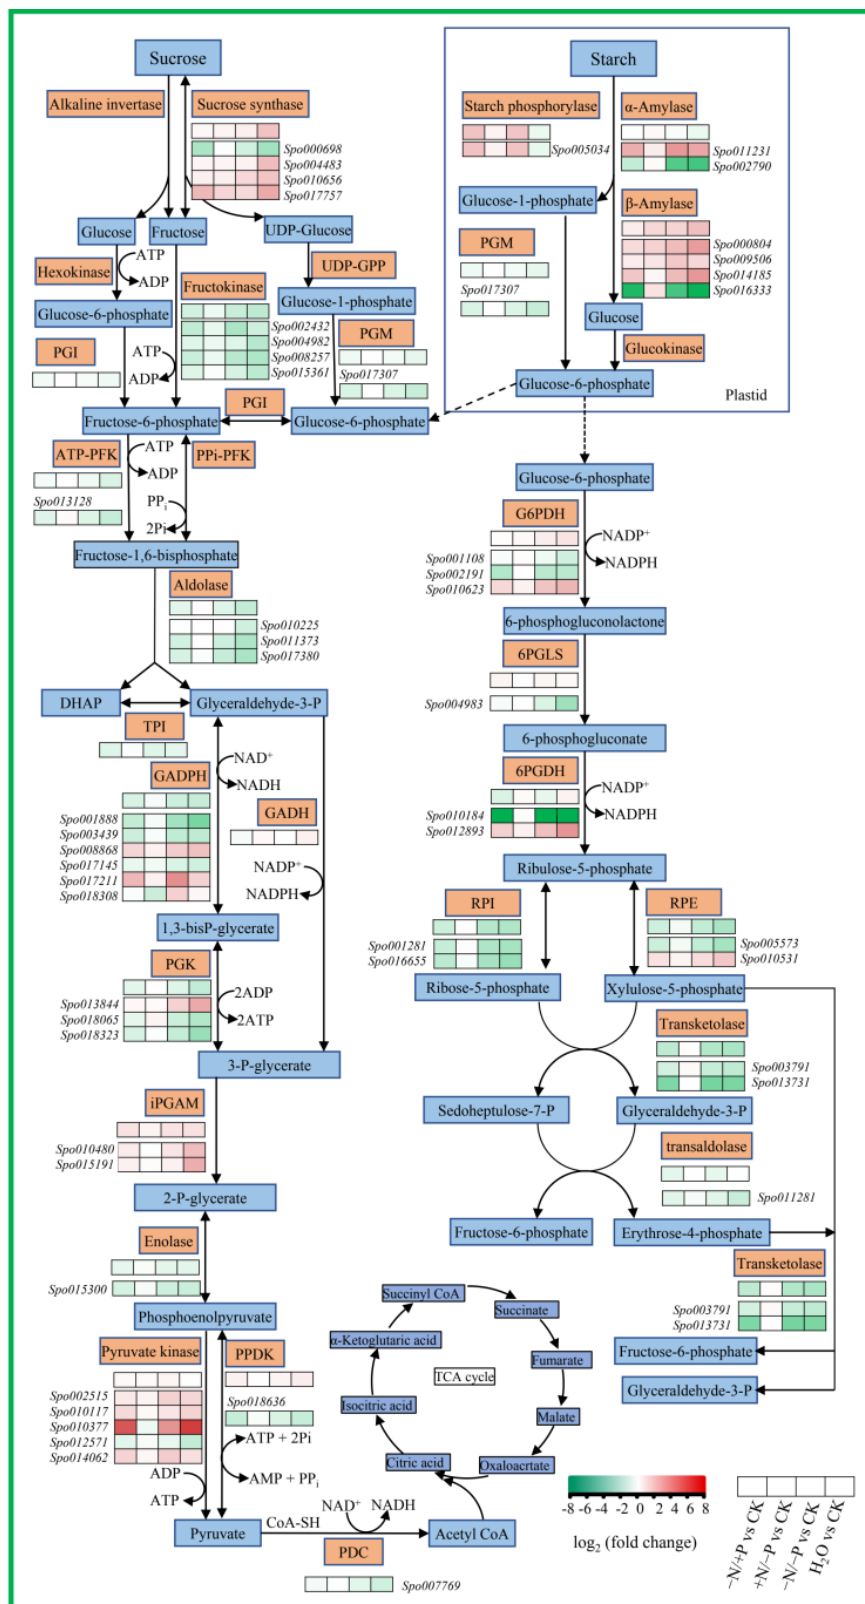 Sucrose
Starch
Alkaline invertase
Sucrose synthase
Spo000698
Spo004483
Spo010656
Spo017757
Starch phosphorylase
Spo005034
α-Amylase
Spo011231
Spo002790
Glucose-1-phosphate
β-Amylase
Spo000804
Spo009506
Spo014185
Spo016333
PGM
Spo017307
Glucose
Glucokinase
Glucose-6-phosphate
Plastid
Glucose
Fructose
UDP-Glucose
Hexokinase
ATP
ADP
UDP-GPP
Fructokinase
Spo002432
Spo004982
Spo008257
Spo015361
Glucose-1-phosphate
Glucose-6-phosphate
PGI
ATP
ADP
PGM
Spo017307
PGI
Fructose-6-phosphate
Glucose-6-phosphate
ATP-PFK
ATP
ADP
PPi-PFK
Spo013128
PPi
2Pi
Fructose-1,6-bisphosphate
Aldolase
Spo010225
Spo011373
Spo017380
DHAP
Glyceraldehyde-3-P
TPI
GADPH
NAD⁺
NADH
Spo001888
Spo003439
Spo008868
Spo017145
Spo017211
Spo018308
GADH
NADP⁺
NADPH
1,3-bisP-glycerate
PGK
Spo013844
Spo018065
Spo018323
2ADP
2ATP
3-P-glycerate
iPGAM
Spo010480
Spo015191
2-P-glycerate
Enolase
Spo015300
Phosphoenolpyruvate
Pyruvate kinase
Spo002515
Spo010117
Spo010377
Spo012571
Spo014062
PPDK
Spo018636
ATP + 2Pi
AMP + PPi
ADP
ATP
Pyruvate
CoA-SH
NAD⁺
NADH
Acetyl CoA
PDC
Spo007769
Glucose-6-phosphate
G6PDH
Spo001108
Spo002191
Spo010623
NADP⁺
NADPH
6-phosphogluconolactone
6PGLS
Spo004983
6-phosphogluconate
6PGDH
Spo010184
Spo012893
NADP⁺
NADPH
Ribulose-5-phosphate
RPI
Spo001281
Spo016655
RPE
Spo005573
Spo010531
Ribose-5-phosphate
Xylulose-5-phosphate
Transketolase
Spo003791
Spo013731
Sedoheptulose-7-P
Glyceraldehyde-3-P
transaldolase
Spo011281
Fructose-6-phosphate
Erythrose-4-phosphate
Transketolase
Spo003791
Spo013731
Fructose-6-phosphate
Glyceraldehyde-3-P
Succinyl CoA
Succinate
α-Ketoglutaric acid
Fumarate
TCA cycle
Isocitric acid
Malate
Citric acid
Oxaloacrtate
-8 -6 -4 -2 0 2 4 6 8
log₂ (fold change)
−N/+P vs CK
+N/−P vs CK
−N/−P vs CK
H₂O vs CK